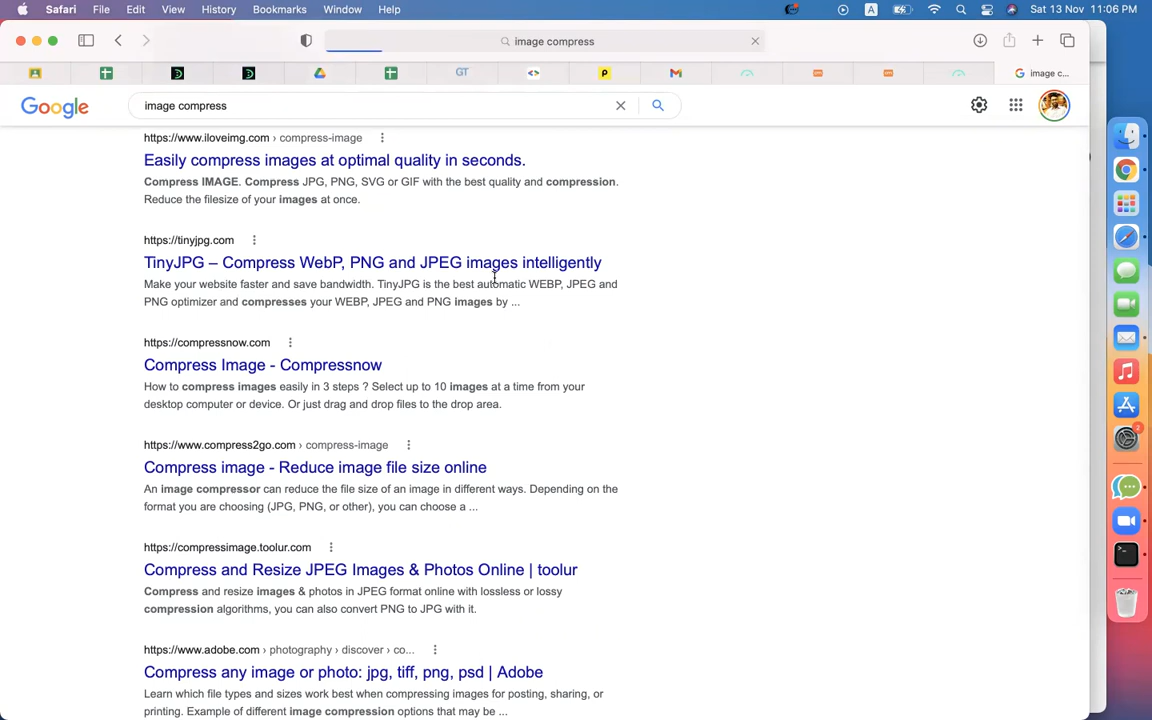 Safari File Edit View History Bookmarks Window Help A Sat 13 Nov 11:06 PM
image compress
GT P image c...
Google image compress
https://www.iloveimg.com › compress-image
Easily compress images at optimal quality in seconds.
Compress IMAGE. Compress JPG, PNG, SVG or GIF with the best quality and compression.
Reduce the filesize of your images at once.
https://tinyjpg.com
TinyJPG – Compress WebP, PNG and JPEG images intelligently
Make your website faster and save bandwidth. TinyJPG is the best automatic WEBP, JPEG and
PNG optimizer and compresses your WEBP, JPEG and PNG images by ...
https://compressnow.com
Compress Image - Compressnow
How to compress images easily in 3 steps ? Select up to 10 images at a time from your
desktop computer or device. Or just drag and drop files to the drop area.
https://www.compress2go.com › compress-image
Compress image - Reduce image file size online
An image compressor can reduce the file size of an image in different ways. Depending on the
format you are choosing (JPG, PNG, or other), you can choose a ...
https://compressimage.toolur.com
Compress and Resize JPEG Images & Photos Online | toolur
Compress and resize images & photos in JPEG format online with lossless or lossy
compression algorithms, you can also convert PNG to JPG with it.
https://www.adobe.com › photography › discover › co...
Compress any image or photo: jpg, tiff, png, psd | Adobe
Learn which file types and sizes work best when compressing images for posting, sharing, or
printing. Example of different image compression options that may be ...
2